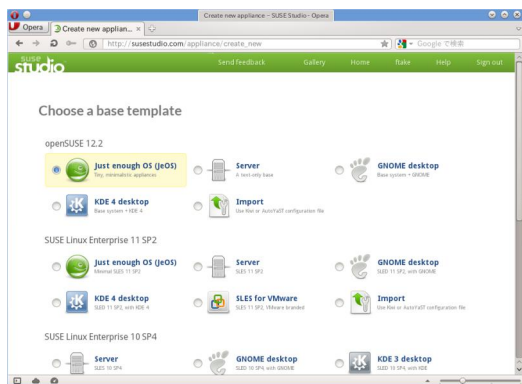 Create new appliance – SUSE Studio - Opera
Opera
Create new applian...
http://susestudio.com/appliance/create_new
Google で検索
SUSE studio
Send feedback Gallery Home flake Help Sign out
Choose a base template
openSUSE 12.2
Just enough OS (JeOS)
Tiny, minimalistic appliances
Server
A text-only base
GNOME desktop
Base system + GNOME
KDE 4 desktop
Base system + KDE 4
Import
Use Kiwi or AutoYaST configuration file
SUSE Linux Enterprise 11 SP2
Just enough OS (JeOS)
Minimal SLES 11 SP2
Server
SLES 11 SP2
GNOME desktop
SLED 11 SP2, with GNOME
KDE 4 desktop
SLED 11 SP2, with KDE 4
SLES for VMware
SLES 11 SP2, VMware branded
Import
Use Kiwi or AutoYaST configuration file
SUSE Linux Enterprise 10 SP4
Server
SLES 10 SP4
GNOME desktop
SLED 10 SP4, with GNOME
KDE 3 desktop
SLED 10 SP4, with KDE